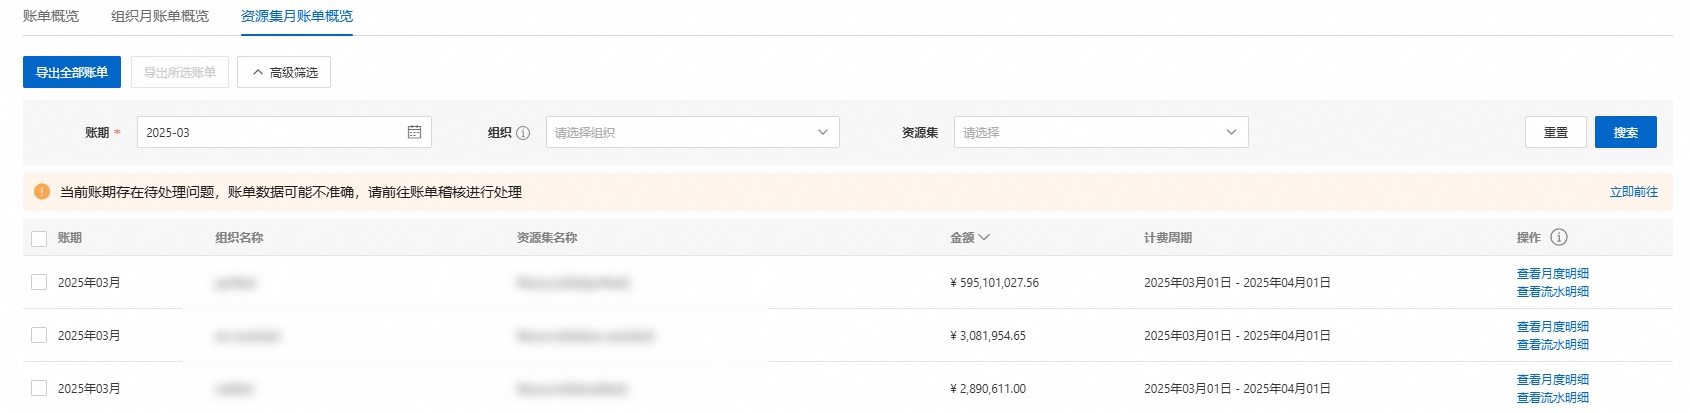 账单概览 组织月账单概览 资源集月账单概览
导出全部账单 导出所选账单 高级筛选
账期 * 2025-03 组织 请选择组织 资源集 请选择 重置 搜索
当前账期存在待处理问题，账单数据可能不准确，请前往账单稽核进行处理 立即前往
账期 组织名称 资源集名称 金额 计费周期 操作
2025年03月 ¥ 595,101,027.56 2025年03月01日 - 2025年04月01日 查看月度明细
查看流水明细
2025年03月 ¥ 3,081,954.65 2025年03月01日 - 2025年04月01日 查看月度明细
查看流水明细
2025年03月 ¥ 2,890,611.00 2025年03月01日 - 2025年04月01日 查看月度明细
查看流水明细